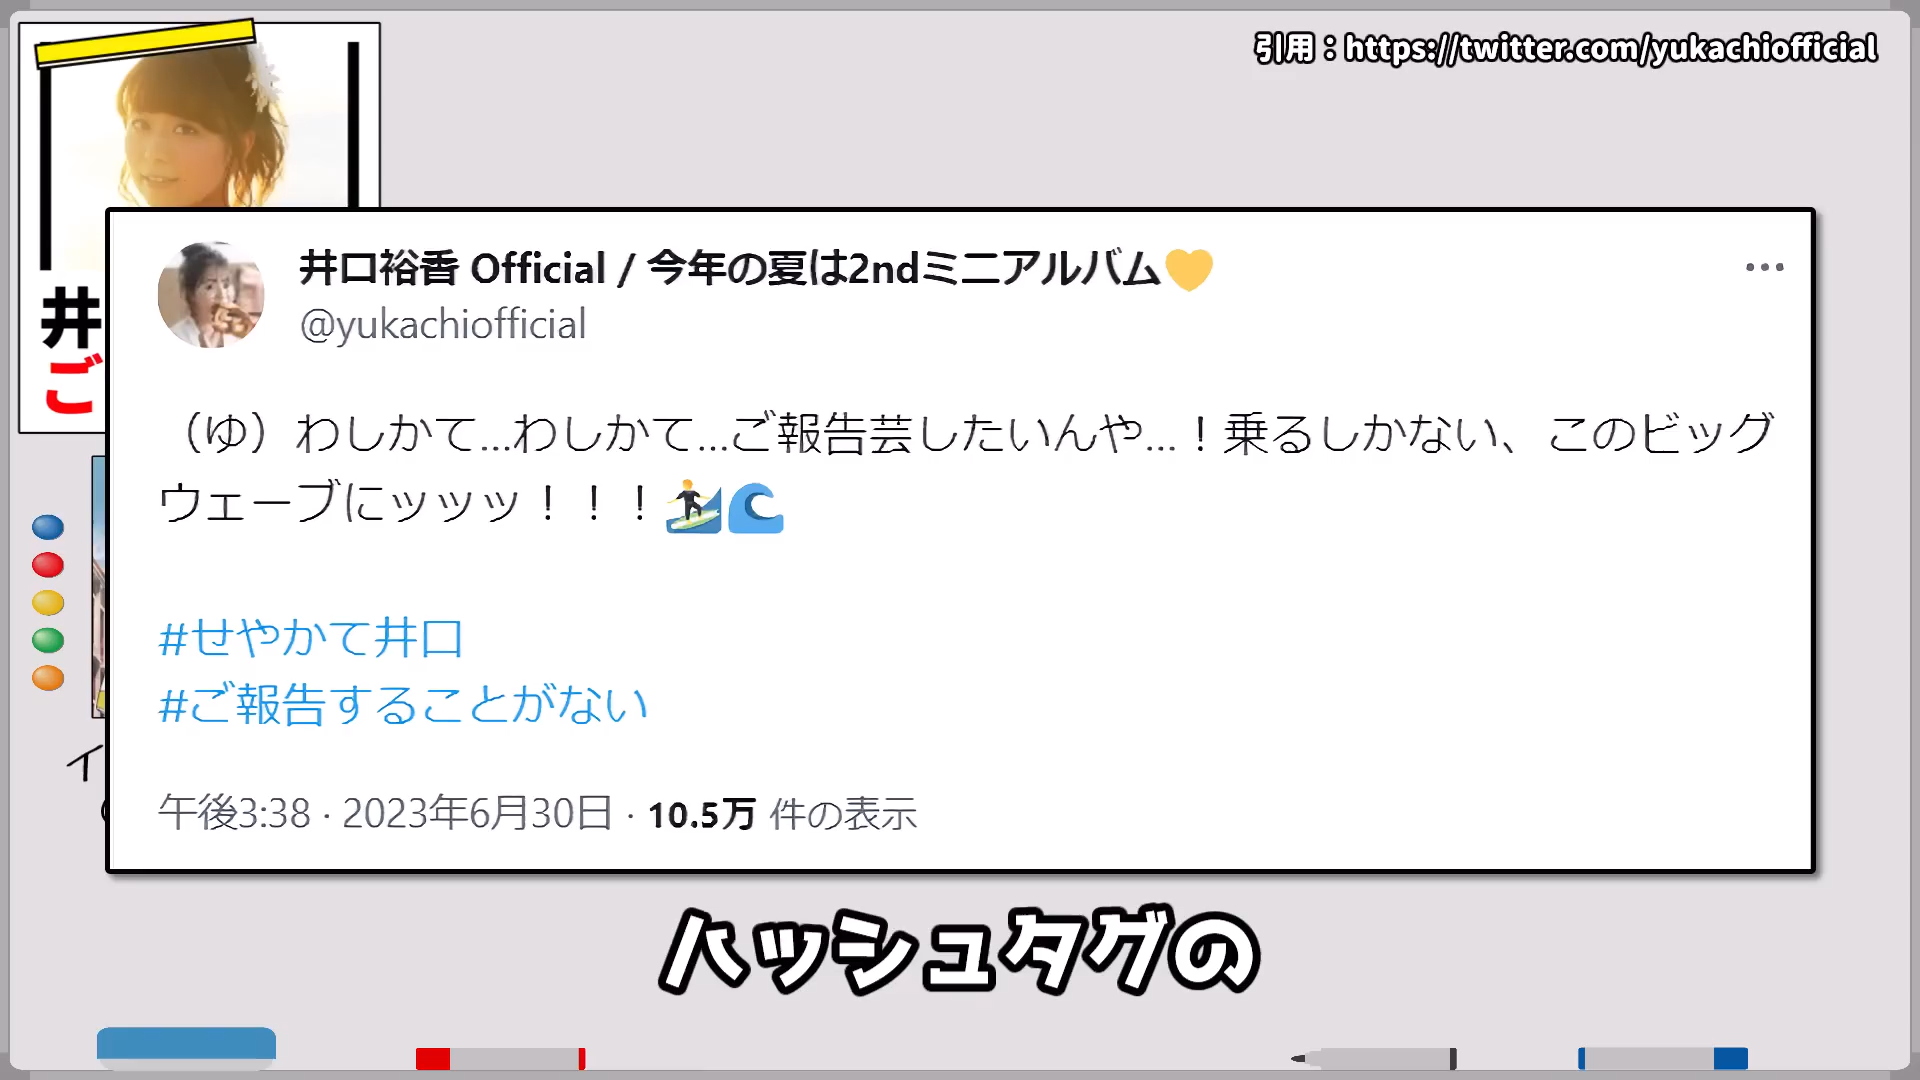 引用：https://twitter.com/yukachiofficial
井口裕香 Official / 今年の夏は2ndミニアルバム💛
@yukachiofficial
（ゆ）わしかて...わしかて...ご報告芸したいんや...！乗るしかない、このビッグ
ウェーブにッッッ！！！🏄🌊
#せやかて井口
#ご報告することがない
午後3:38 · 2023年6月30日 · 10.5万 件の表示
井
ご
イ
ハッシュタグの